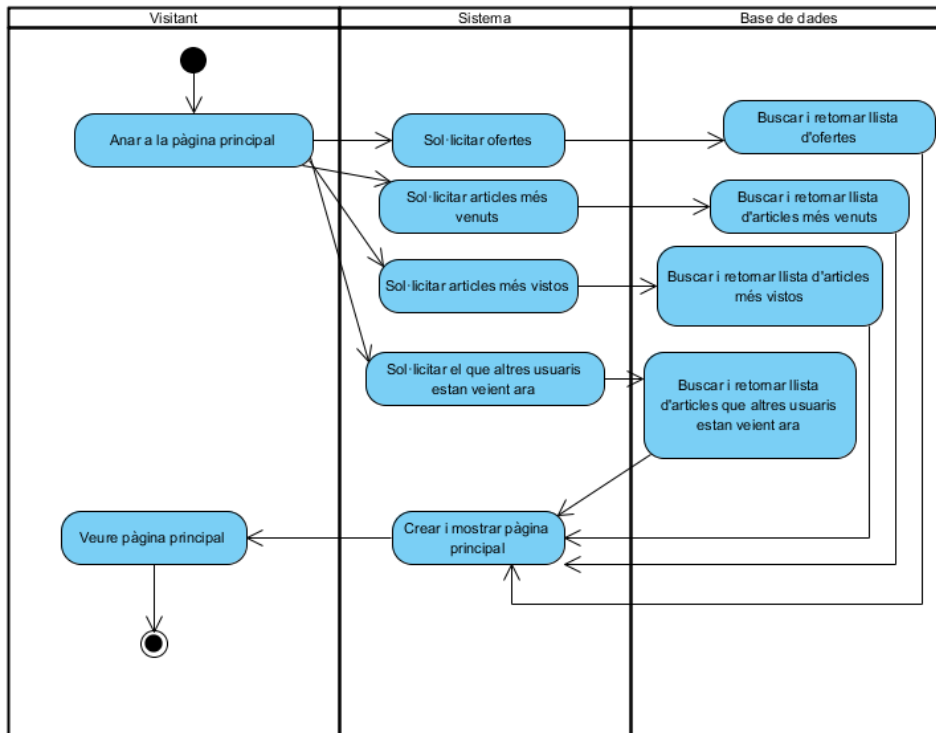 Visitant
Sistema
Base de dades
Anar a la pàgina principal
Sol·licitar ofertes
Buscar i retornar llista
d'ofertes
Sol·licitar articles més
venuts
Buscar i retornar llista
d'articles més venuts
Sol·licitar articles més vistos
Buscar i retornar llista d'articles
més vistos
Sol·licitar el que altres usuaris
estan veient ara
Buscar i retornar llista
d'articles que altres usuaris
estan veient ara
Veure pàgina principal
Crear i mostrar pàgina
principal